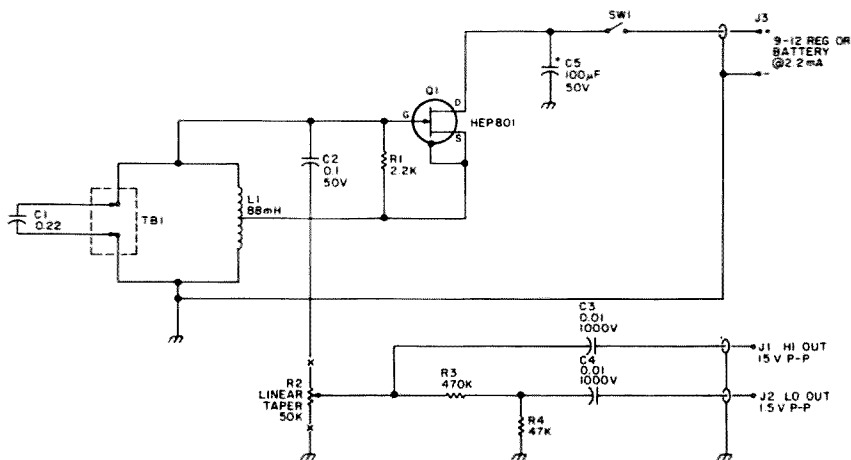 SW1
J3
9-12 REG OR
BATTERY
@2.2mA
+
C5
100µF
50V
-
Q1
G
D
S
HEP801
C2
0.1
50V
R1
2.2K
L1
88mH
C1
0.22
TB1
C3
0.01
1000V
J1 HI OUT
15V P-P
C4
0.01
1000V
R3
470K
R2
LINEAR
TAPER
50K
J2 LO OUT
1.5V P-P
R4
47K